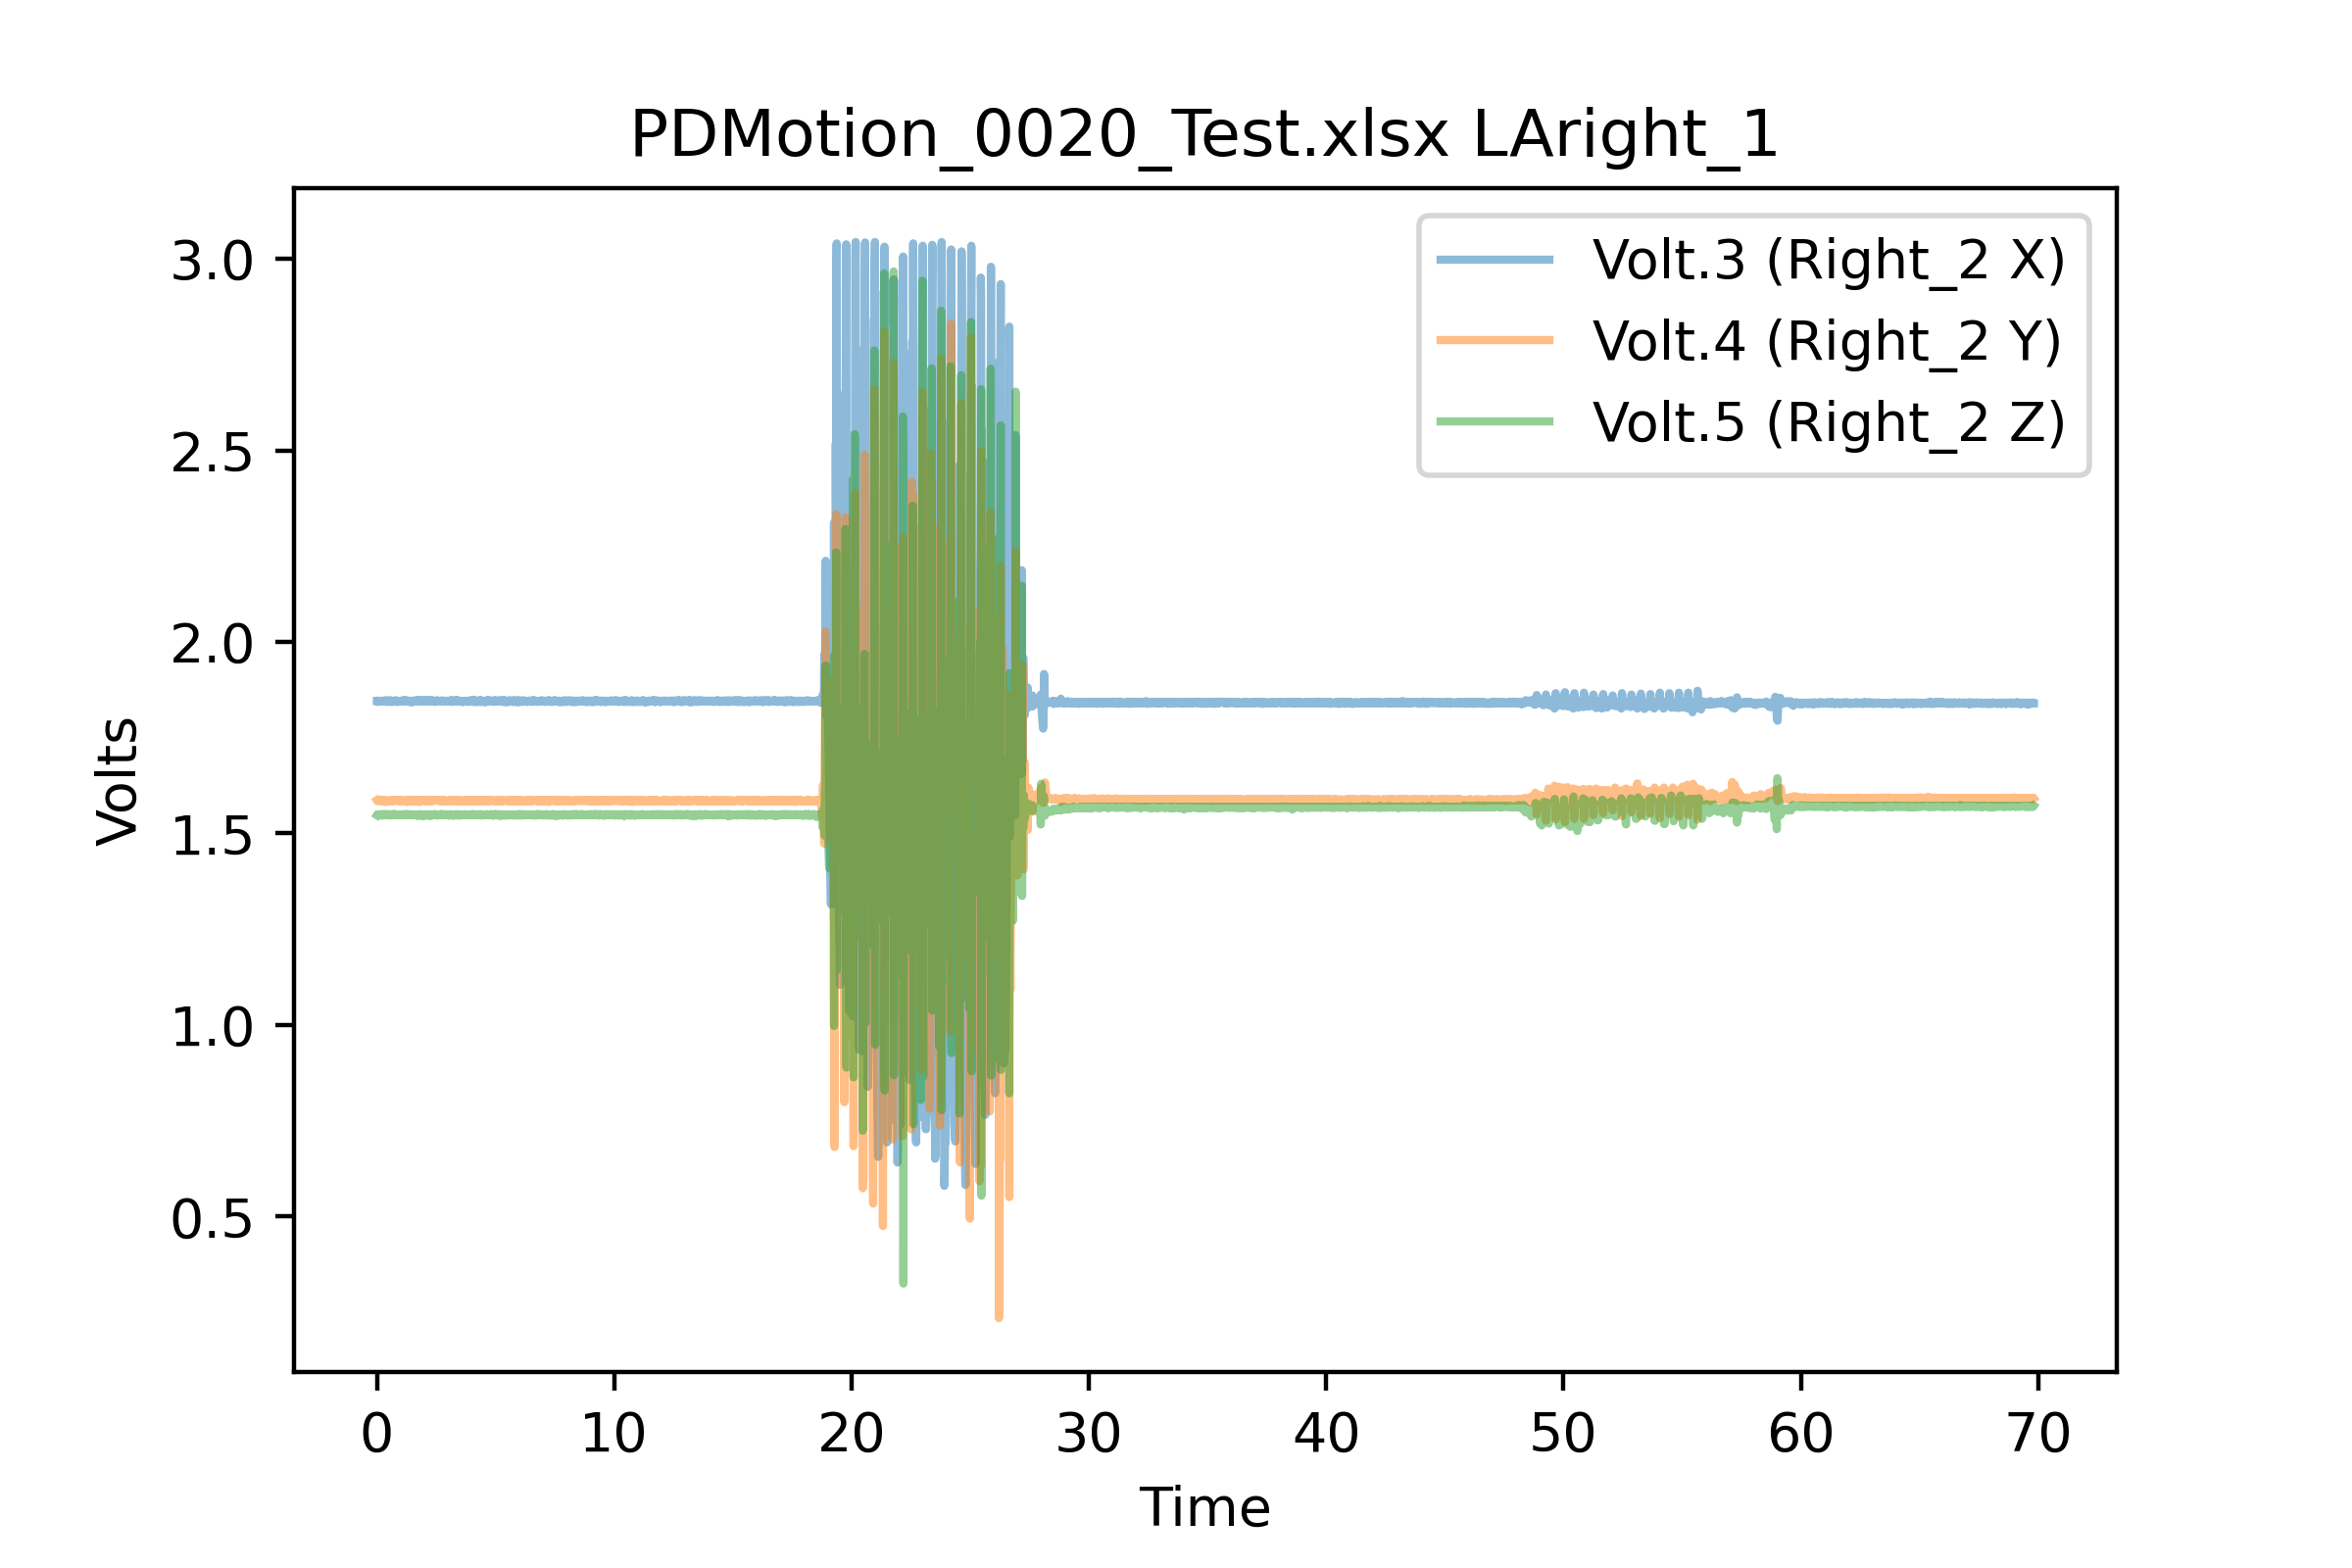 PDMotion_0020_Test.xlsx LAright_1
Volt.3 (Right_2 X)
Volt.4 (Right_2 Y)
Volt.5 (Right_2 Z)
3.0
2.5
2.0
1.5
1.0
0.5
Volts
0 10 20 30 40 50 60 70
Time